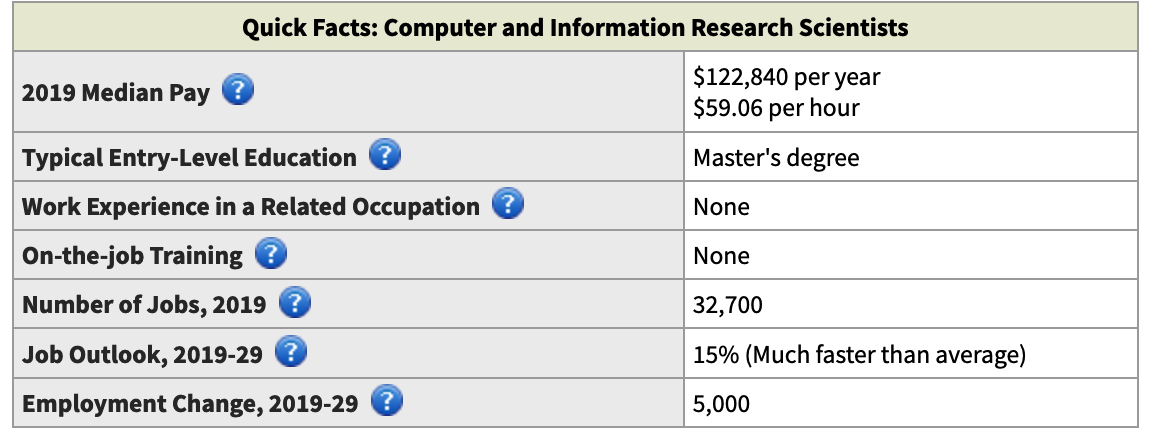 Quick Facts: Computer and Information Research Scientists
2019 Median Pay ?
$122,840 per year
$59.06 per hour
Typical Entry-Level Education ?
Master's degree
Work Experience in a Related Occupation ?
None
On-the-job Training ?
None
Number of Jobs, 2019 ?
32,700
Job Outlook, 2019-29 ?
15% (Much faster than average)
Employment Change, 2019-29 ?
5,000